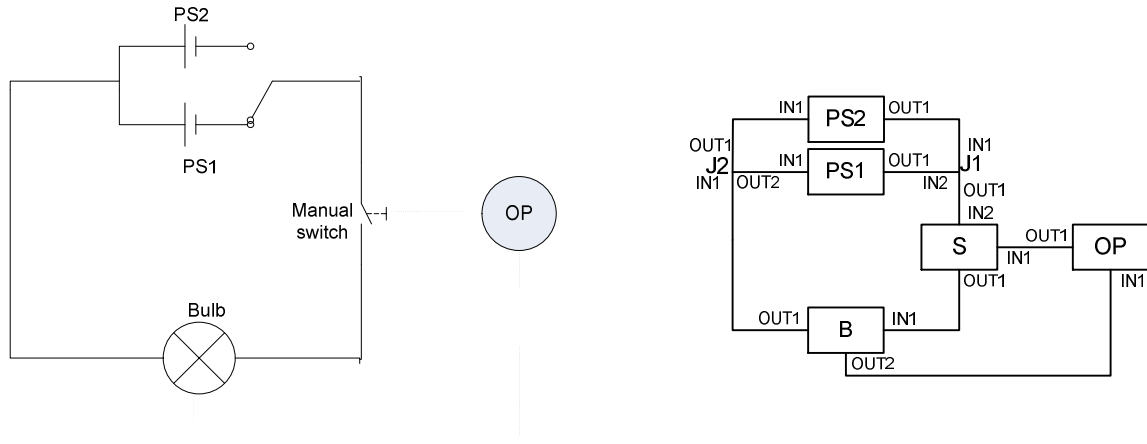 PS2
PS1
Manual
switch
OP
Bulb
IN1 PS2 OUT1
OUT1 IN1
J2 IN1 PS1 OUT1 J1
IN1 OUT2 IN2
OUT1
IN2
S OUT1 OP
IN1 IN1
OUT1
OUT1 B IN1
OUT2